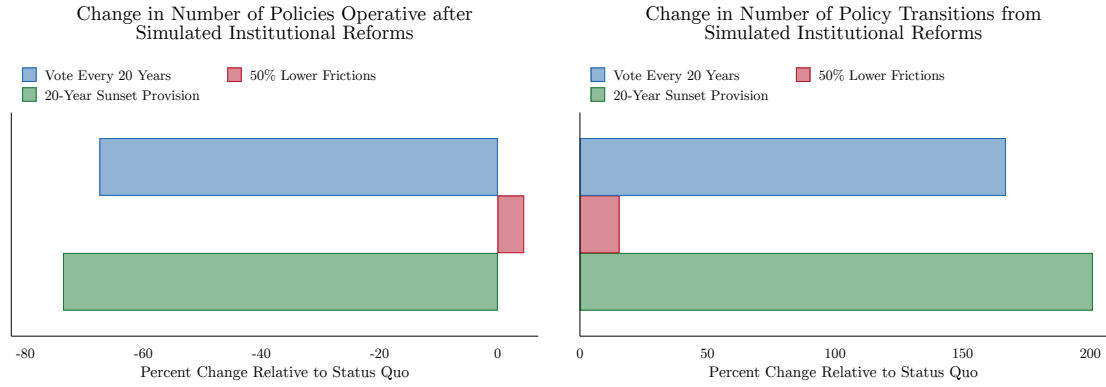 Change in Number of Policies Operative after
Simulated Institutional Reforms
Vote Every 20 Years
50% Lower Frictions
20-Year Sunset Provision
-80
-60
-40
-20
0
Percent Change Relative to Status Quo
Change in Number of Policy Transitions from
Simulated Institutional Reforms
Vote Every 20 Years
50% Lower Frictions
20-Year Sunset Provision
0
50
100
150
200
Percent Change Relative to Status Quo